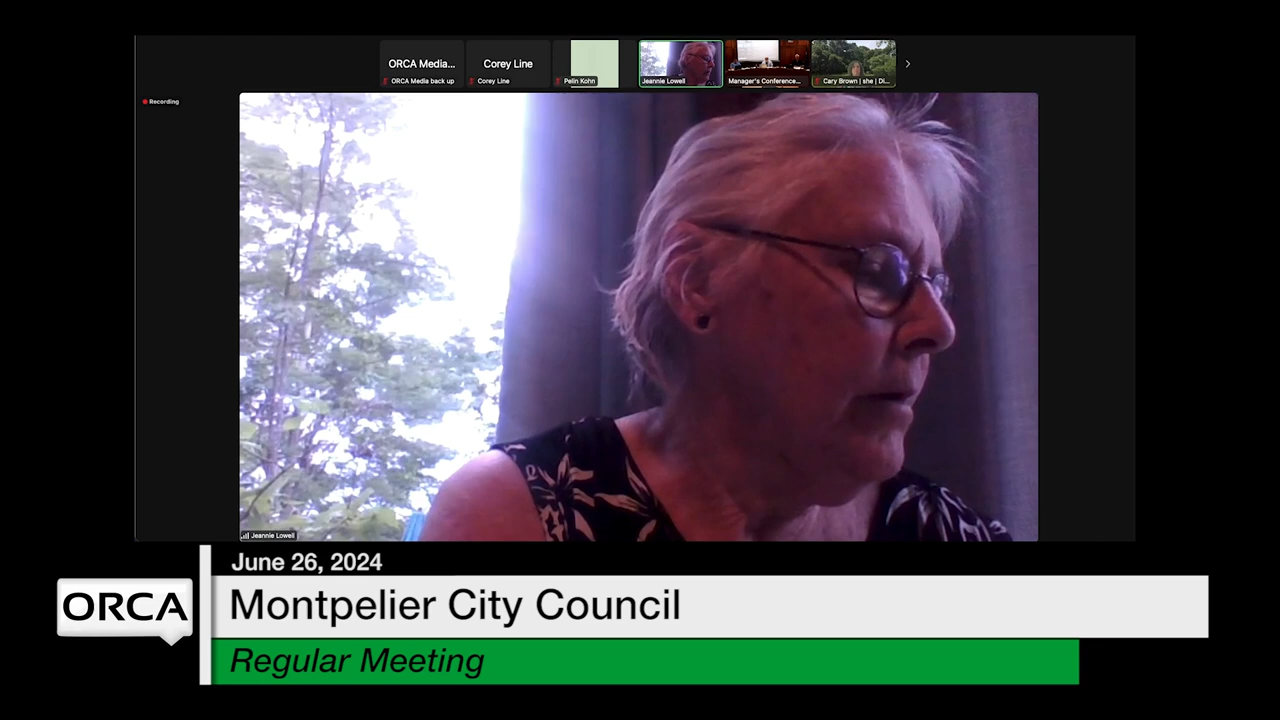 ORCA Media...
Corey Line
ORCA Media back up
Corey Line
Pelin Kohn
Jeannie Lowell
Manager's Conference...
Cary Brown | she | Di...
Recording
Jeannie Lowell
June 26, 2024
ORCA
Montpelier City Council
Regular Meeting